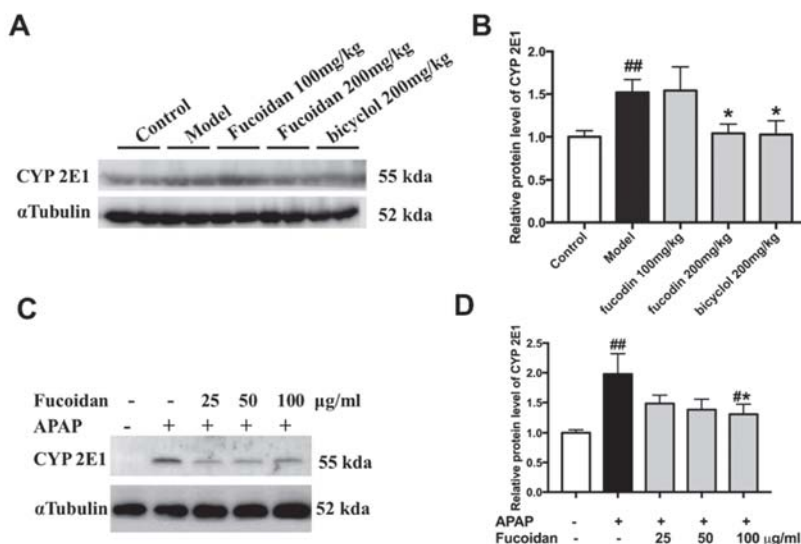 A
Control
Model
Fucoidan 100mg/kg
Fucoidan 200mg/kg
bicyclol 200mg/kg
CYP 2E1 55 kda
αTubulin 52 kda
B
Relative protein level of CYP 2E1
2.0
1.5
1.0
0.5
0.0
##
*
*
Control
Model
fucodin 100mg/kg
fucodin 200mg/kg
bicyclol 200mg/kg
C
Fucoidan - - 25 50 100 μg/ml
APAP - + + + +
CYP 2E1 55 kda
αTubulin 52 kda
D
Relative protein level of CYP 2E1
2.5
2.0
1.5
1.0
0.5
0.0
##
#*
APAP - + + + +
Fucoidan - - 25 50 100 μg/ml